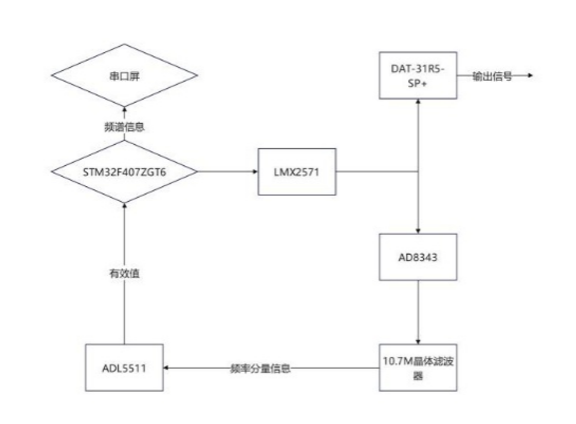 串口屏
DAT-31R5-
SP+
输出信号
频谱信息
STM32F407ZGT6
LMX2571
AD8343
有效值
ADL5511
频率分量信息
10.7M晶体滤波
器